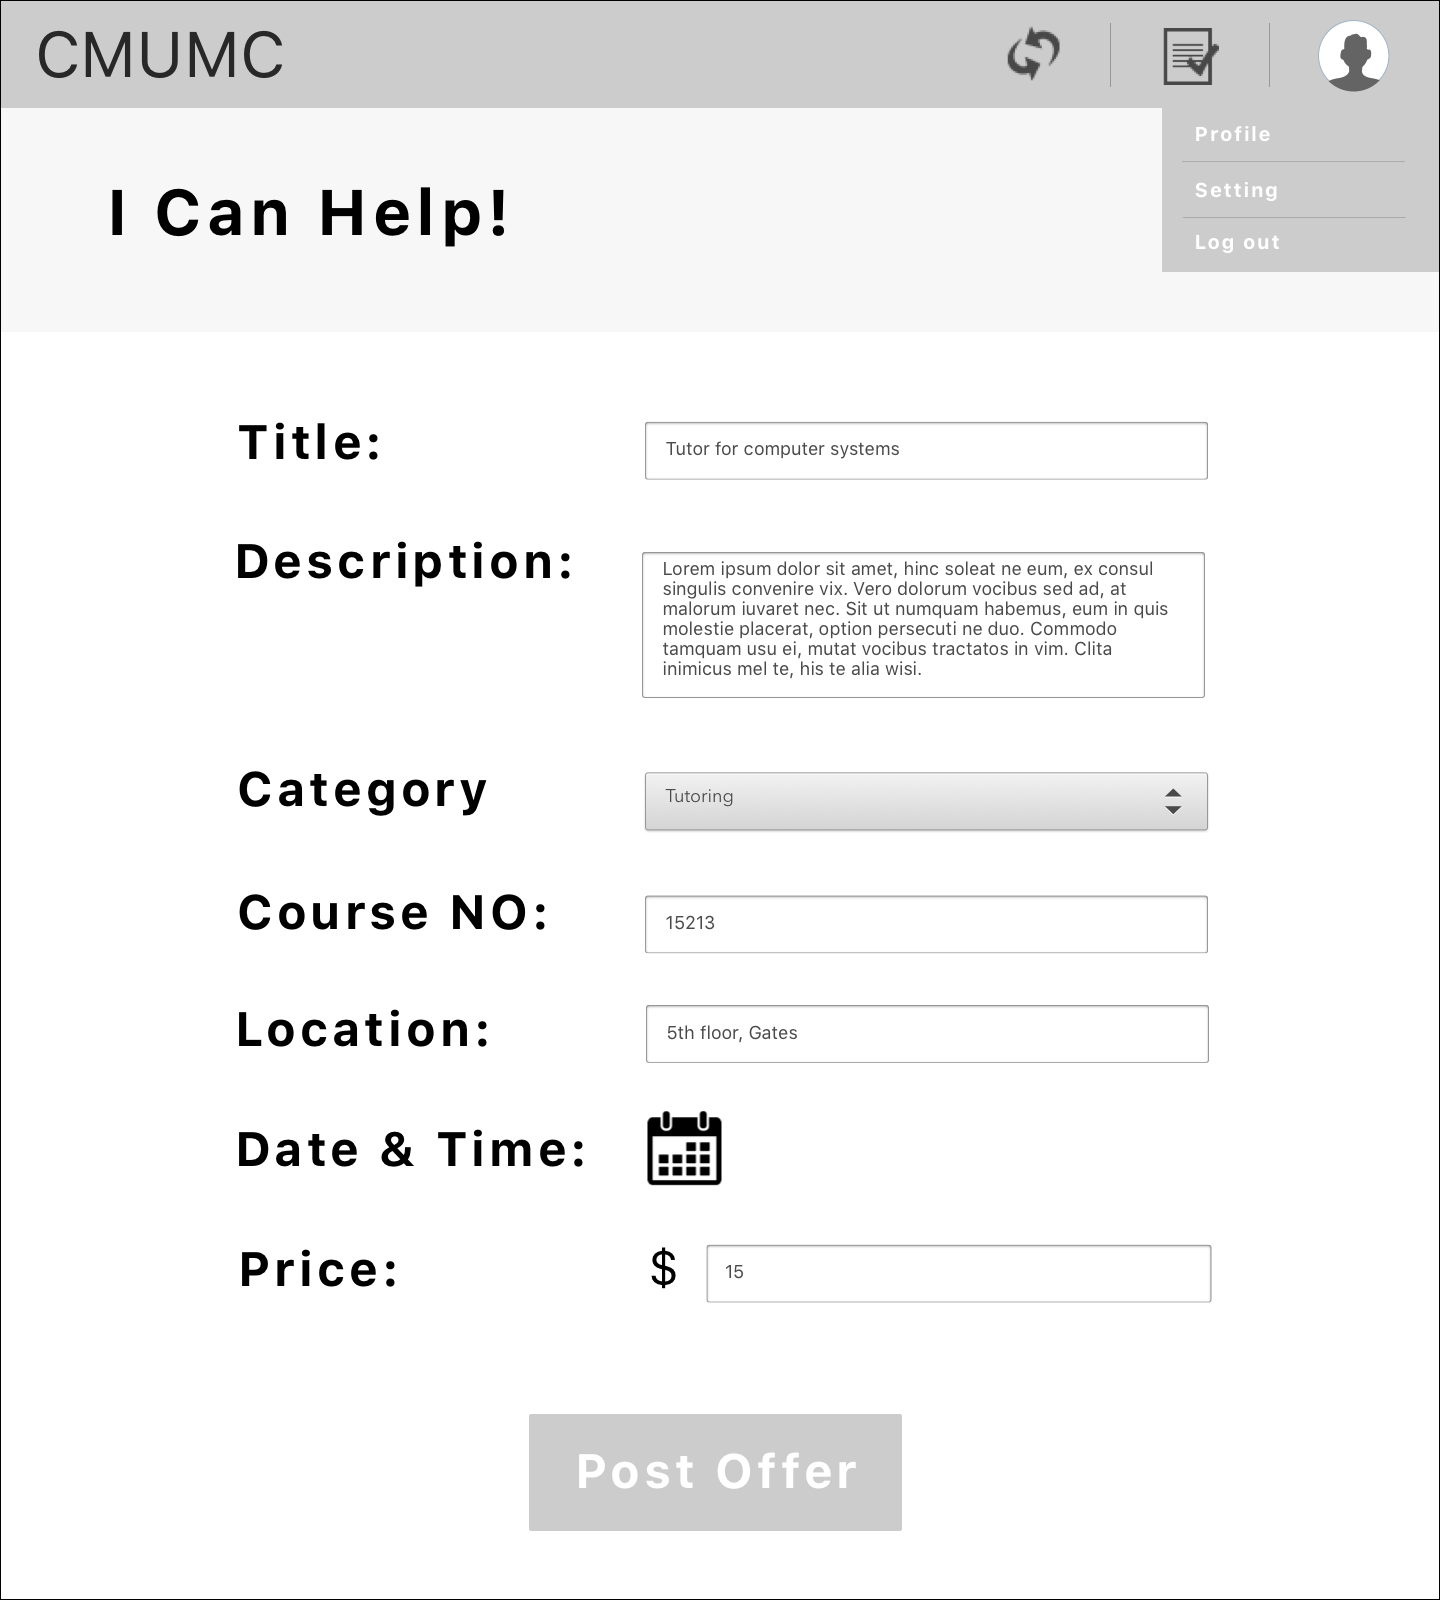 CMUMC
Profile
Setting
Log out
I Can Help!
Title:
Tutor for computer systems
Description:
Lorem ipsum dolor sit amet, hinc soleat ne eum, ex consul
singulis convenire vix. Vero dolorum vocibus sed ad, at
malorum iuvaret nec. Sit ut numquam habemus, eum in quis
molestie placerat, option persecuti ne duo. Commodo
tamquam usu ei, mutat vocibus tractatos in vim. Clita
inimicus mel te, his te alia wisi.
Category
Tutoring
Course NO:
15213
Location:
5th floor, Gates
Date & Time:
Price:
$ 15
Post Offer